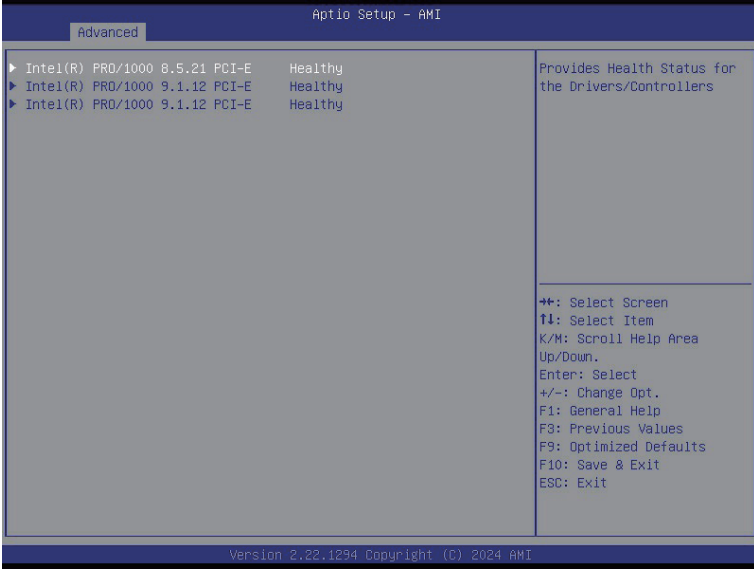 Aptio Setup – AMI
Advanced
▶ Intel(R) PRO/1000 8.5.21 PCI-E Healthy
▶ Intel(R) PRO/1000 9.1.12 PCI-E Healthy
▶ Intel(R) PRO/1000 9.1.12 PCI-E Healthy
Provides Health Status for
the Drivers/Controllers
→←: Select Screen
↑↓: Select Item
K/M: Scroll Help Area
Up/Down.
Enter: Select
+/-: Change Opt.
F1: General Help
F3: Previous Values
F9: Optimized Defaults
F10: Save & Exit
ESC: Exit
Version 2.22.1294 Copyright (C) 2024 AMI